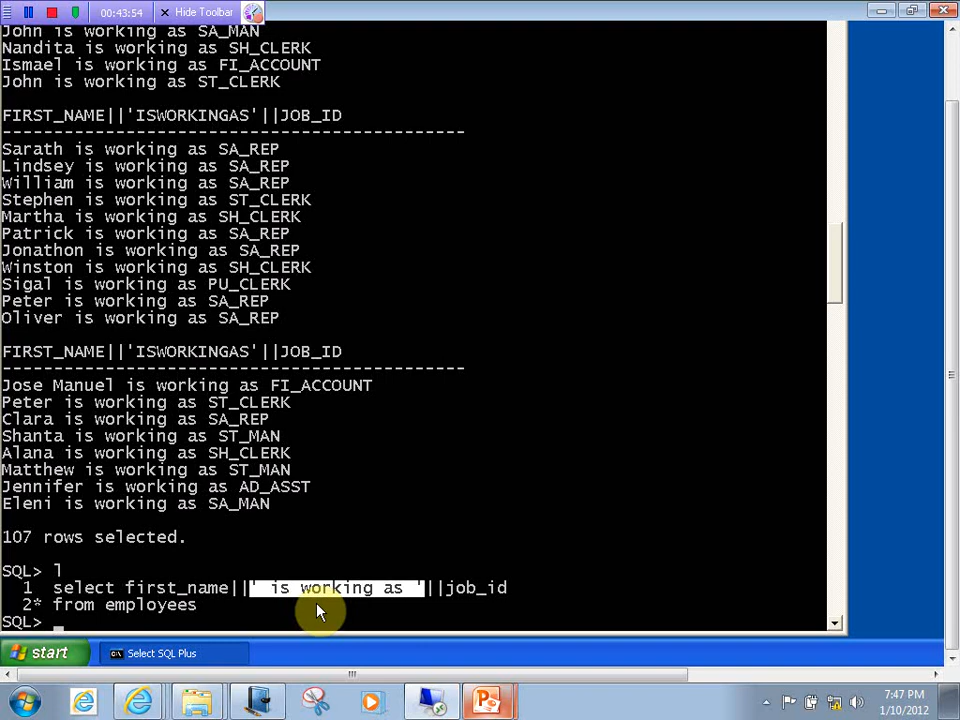 00:43:54 Hide Toolbar
John is working as SA_MAN
Nandita is working as SH_CLERK
Ismael is working as FI_ACCOUNT
John is working as ST_CLERK
FIRST_NAME||'ISWORKINGAS'||JOB_ID
---------------------------------------------
Sarath is working as SA_REP
Lindsey is working as SA_REP
William is working as SA_REP
Stephen is working as ST_CLERK
Martha is working as SH_CLERK
Patrick is working as SA_REP
Jonathon is working as SA_REP
Winston is working as SH_CLERK
Sigal is working as PU_CLERK
Peter is working as SA_REP
Oliver is working as SA_REP
FIRST_NAME||'ISWORKINGAS'||JOB_ID
---------------------------------------------
Jose Manuel is working as FI_ACCOUNT
Peter is working as ST_CLERK
Clara is working as SA_REP
Shanta is working as ST_MAN
Alana is working as SH_CLERK
Matthew is working as ST_MAN
Jennifer is working as AD_ASST
Eleni is working as SA_MAN
107 rows selected.
SQL> l
1 select first_name||' is working as '||job_id
2* from employees
SQL>
start Select SQL Plus
7:47 PM
1/10/2012